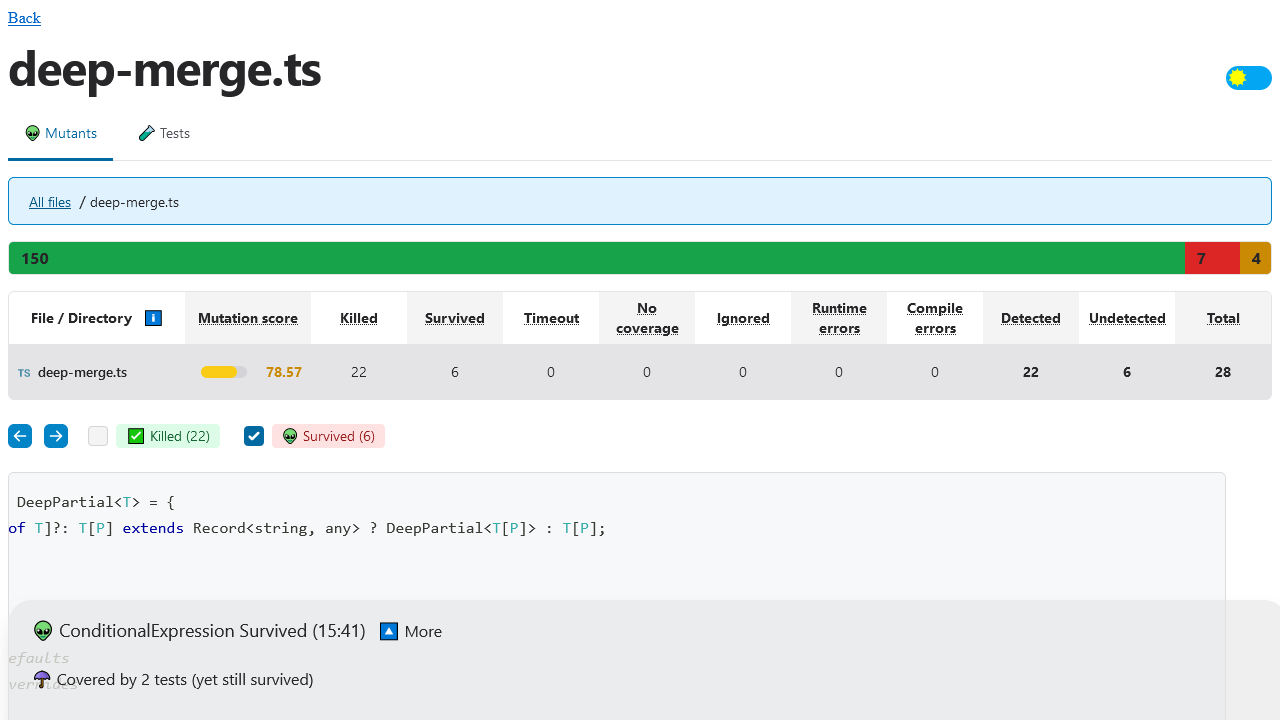 Back
deep-merge.ts
Mutants
Tests
All files / deep-merge.ts
150 7 4
File / Directory Mutation score Killed Survived Timeout No coverage Ignored Runtime errors Compile errors Detected Undetected Total
TS deep-merge.ts 78.57 22 6 0 0 0 0 0 22 6 28
Killed (22) Survived (6)
DeepPartial<T> = {
of T]?: T[P] extends Record<string, any> ? DeepPartial<T[P]> : T[P];
ConditionalExpression Survived (15:41) More
efaults
Covered by 2 tests (yet still survived)
verrides